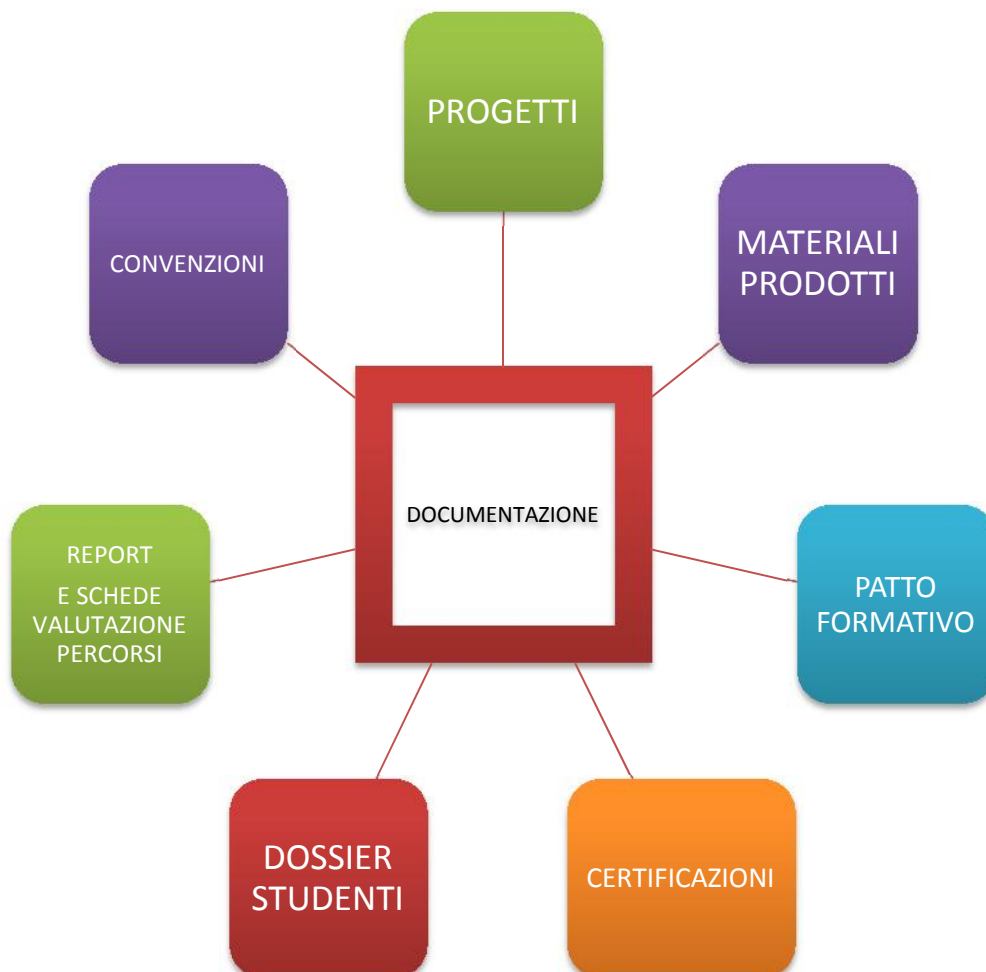 PROGETTI
CONVENZIONI
MATERIALI
PRODOTTI
DOCUMENTAZIONE
REPORT
E SCHEDE
VALUTAZIONE
PERCORSI
PATTO
FORMATIVO
DOSSIER
STUDENTI
CERTIFICAZIONI